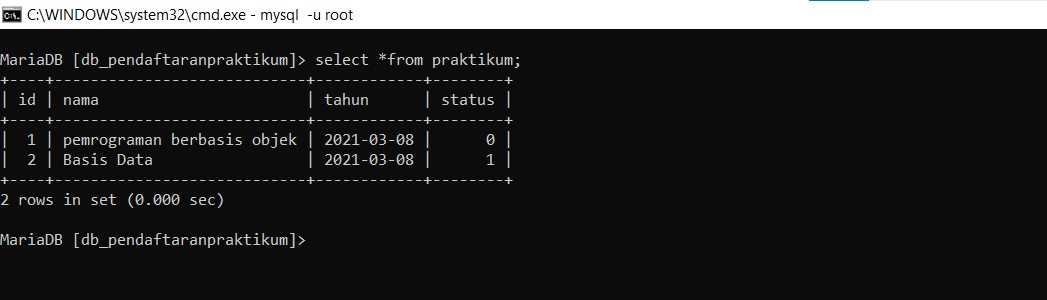 C:\WINDOWS\system32\cmd.exe - mysql  -u root
MariaDB [db_pendaftaranpraktikum]> select *from praktikum;
+----+----------------------------+------------+--------+
| id | nama                       | tahun      | status |
+----+----------------------------+------------+--------+
|  1 | pemrograman berbasis objek | 2021-03-08 |      0 |
|  2 | Basis Data                 | 2021-03-08 |      1 |
+----+----------------------------+------------+--------+
2 rows in set (0.000 sec)
MariaDB [db_pendaftaranpraktikum]>